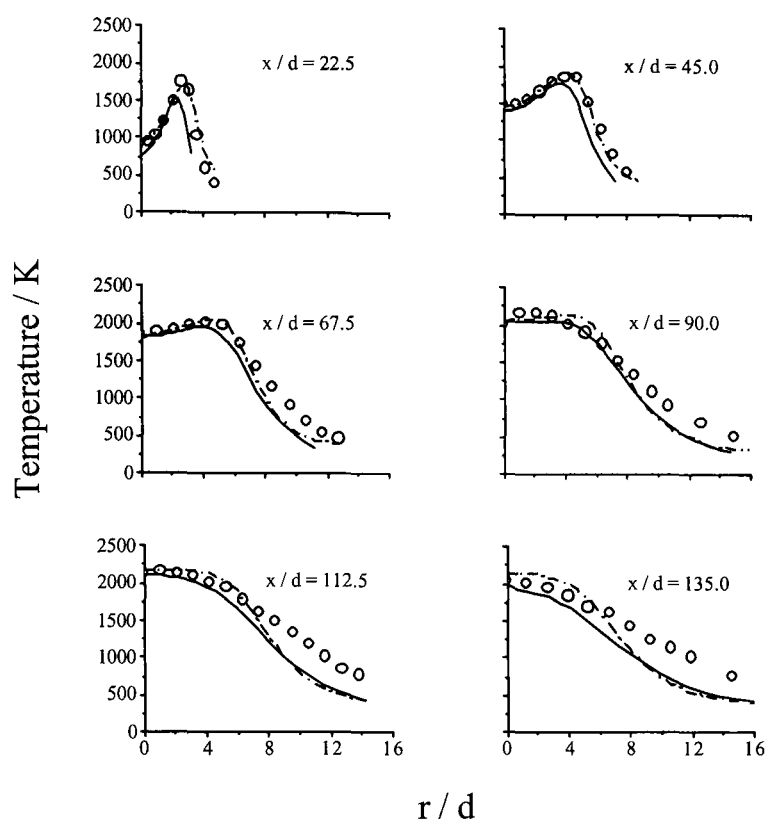 Temperature / K
2500
2000
1500
1000
500
0
x / d = 22.5
x / d = 45.0
2500
2000
1500
1000
500
0
x / d = 67.5
x / d = 90.0
2500
2000
1500
1000
500
0
x / d = 112.5
x / d = 135.0
0 4 8 12 16
0 4 8 12 16
r / d